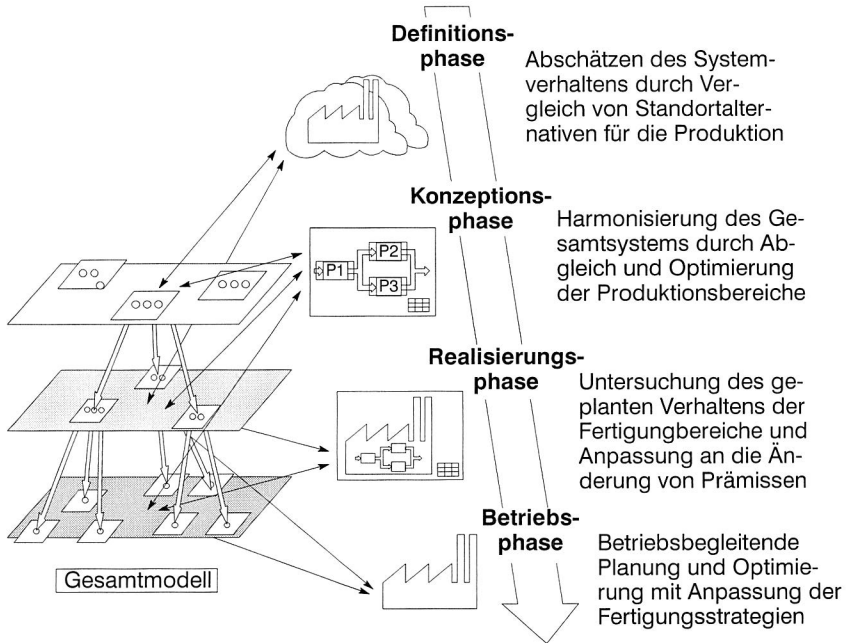 Definitions-
phase
Abschätzen des System-
verhaltens durch Ver-
gleich von Standortalter-
nativen für die Produktion
Konzeptions-
phase
Harmonisierung des Ge-
samtsystems durch Ab-
gleich und Optimierung
der Produktionsbereiche
P1
P2
P3
Realisierungs-
phase
Untersuchung des ge-
planten Verhaltens der
Fertigungbereiche und
Anpassung an die Än-
derung von Prämissen
Betriebs-
phase
Betriebsbegleitende
Planung und Optimie-
rung mit Anpassung der
Fertigungsstrategien
Gesamtmodell